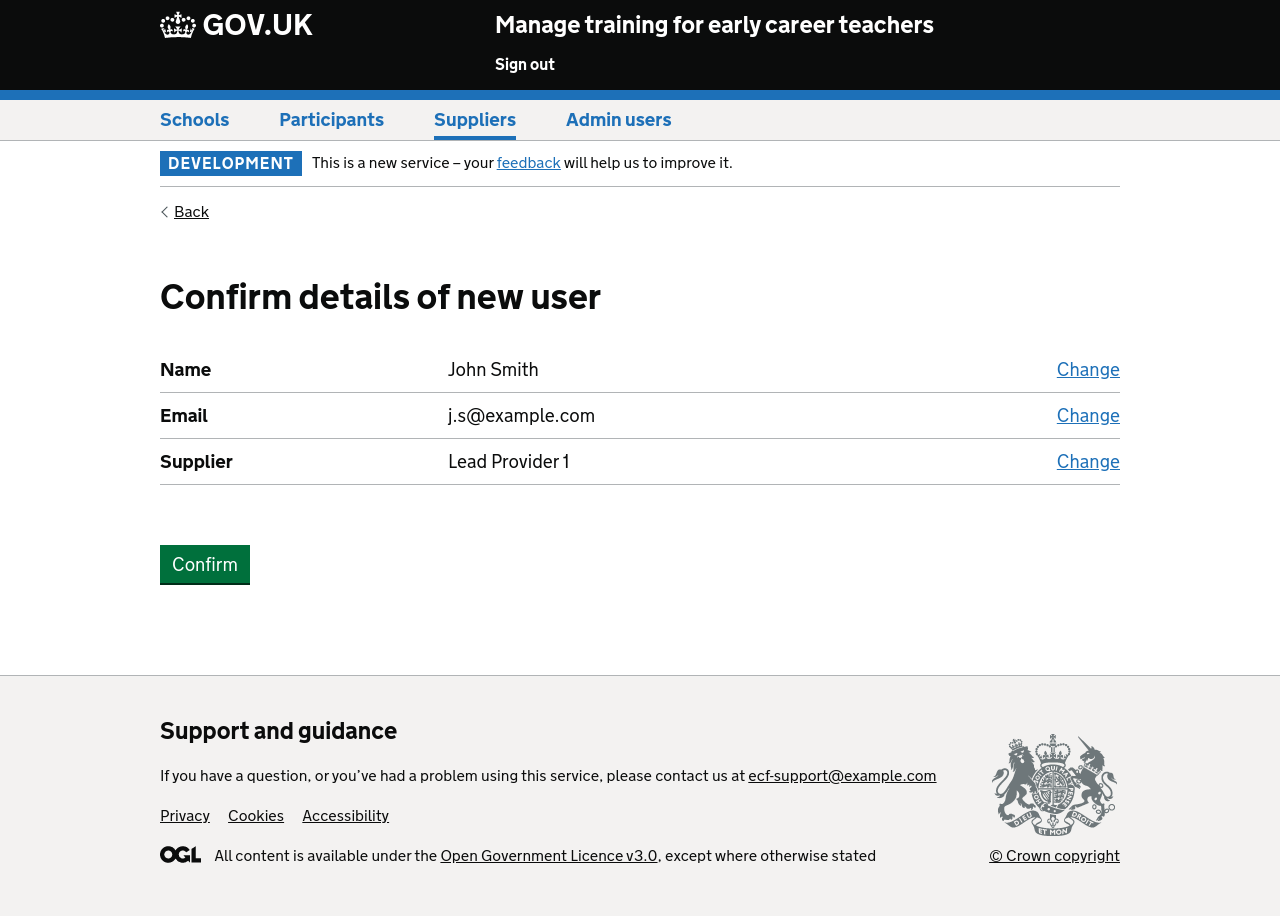 GOV.UK
Manage training for early career teachers
Sign out
Schools Participants Suppliers Admin users
DEVELOPMENT This is a new service – your feedback will help us to improve it.
Back
Confirm details of new user
Name John Smith Change
Email j.s@example.com Change
Supplier Lead Provider 1 Change
Confirm
Support and guidance
If you have a question, or you’ve had a problem using this service, please contact us at ecf-support@example.com
Privacy Cookies Accessibility
OGL All content is available under the Open Government Licence v3.0, except where otherwise stated
DIEU ET MON DROIT
© Crown copyright